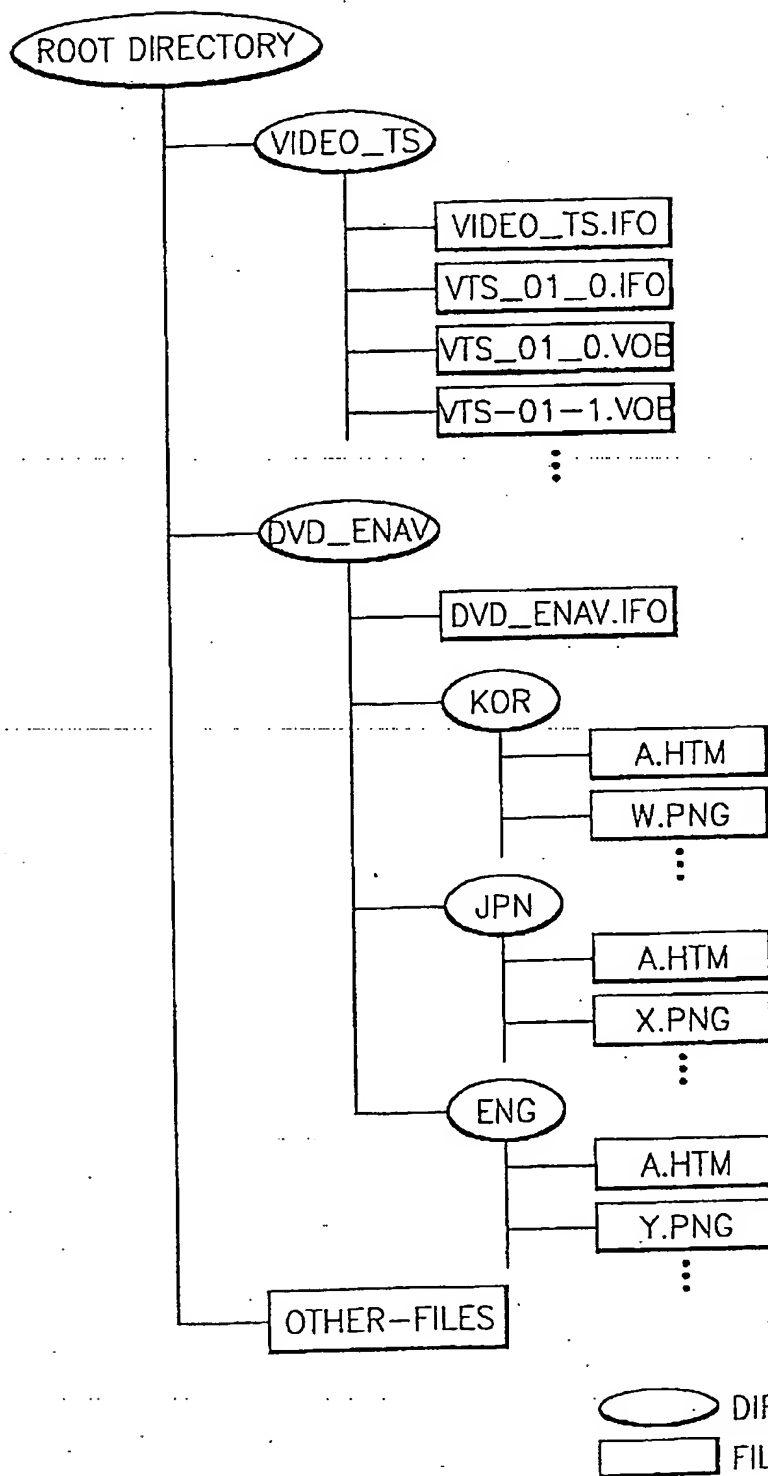 ROOT DIRECTORY
VIDEO_TS
VIDEO_TS.IFO
VTS_01_0.IFO
VTS_01_0.VOB
VTS-01-1.VOB
DVD_ENAV
DVD_ENAV.IFO
KOR
A.HTM
W.PNG
JPN
A.HTM
X.PNG
ENG
A.HTM
Y.PNG
OTHER-FILES